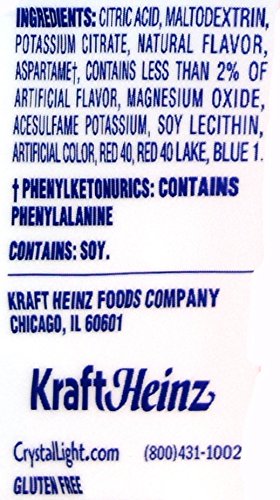 INGREDIENTS: CITRIC ACID, MALTODEXTRIN,
POTASSIUM CITRATE, NATURAL FLAVOR,
ASPARTAME†, CONTAINS LESS THAN 2% OF
ARTIFICIAL FLAVOR, MAGNESIUM OXIDE,
ACESULFAME POTASSIUM, SOY LECITHIN,
ARTIFICIAL COLOR, RED 40, RED 40 LAKE, BLUE 1.
† PHENYLKETONURICS: CONTAINS
PHENYLALANINE
CONTAINS: SOY.
KRAFT HEINZ FOODS COMPANY
CHICAGO, IL 60601
KraftHeinz
CrystalLight.com (800)431-1002
GLUTEN FREE